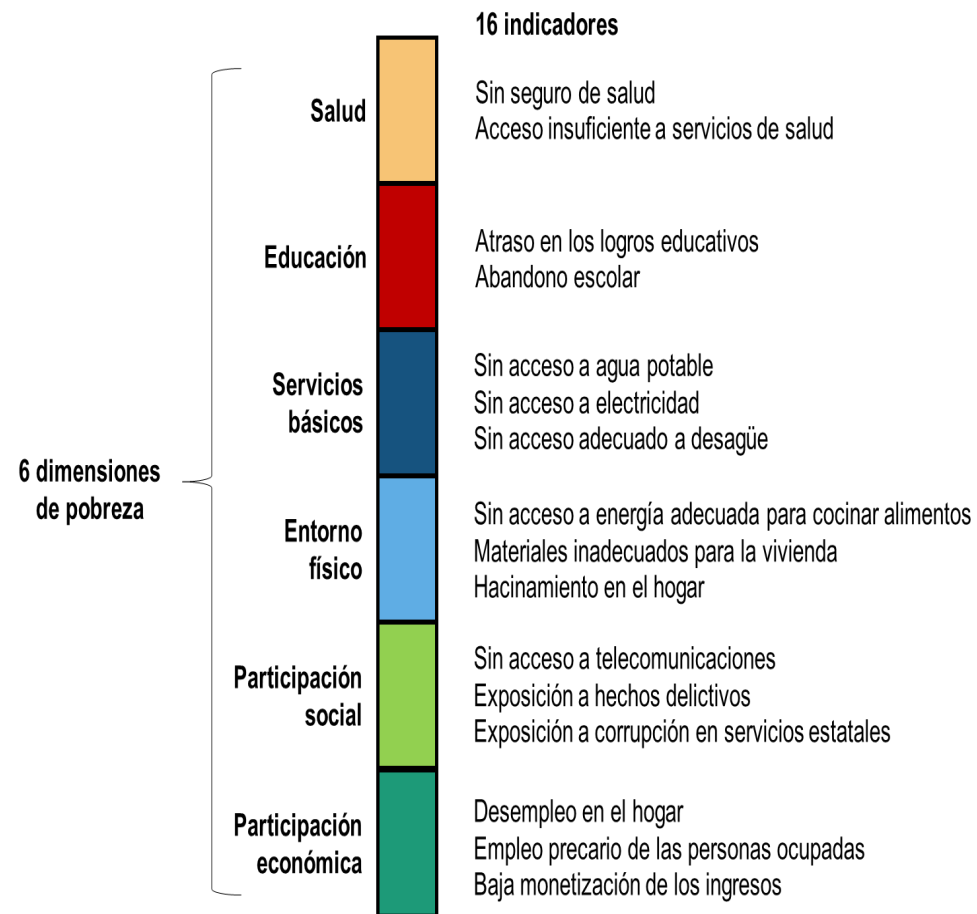 16 indicadores
Salud
Sin seguro de salud
Acceso insuficiente a servicios de salud
Educación
Atraso en los logros educativos
Abandono escolar
Servicios
básicos
Sin acceso a agua potable
Sin acceso a electricidad
Sin acceso adecuado a desagüe
6 dimensiones
de pobreza
Entorno
físico
Sin acceso a energía adecuada para cocinar alimentos
Materiales inadecuados para la vivienda
Hacinamiento en el hogar
Participación
social
Sin acceso a telecomunicaciones
Exposición a hechos delictivos
Exposición a corrupción en servicios estatales
Participación
económica
Desempleo en el hogar
Empleo precario de las personas ocupadas
Baja monetización de los ingresos